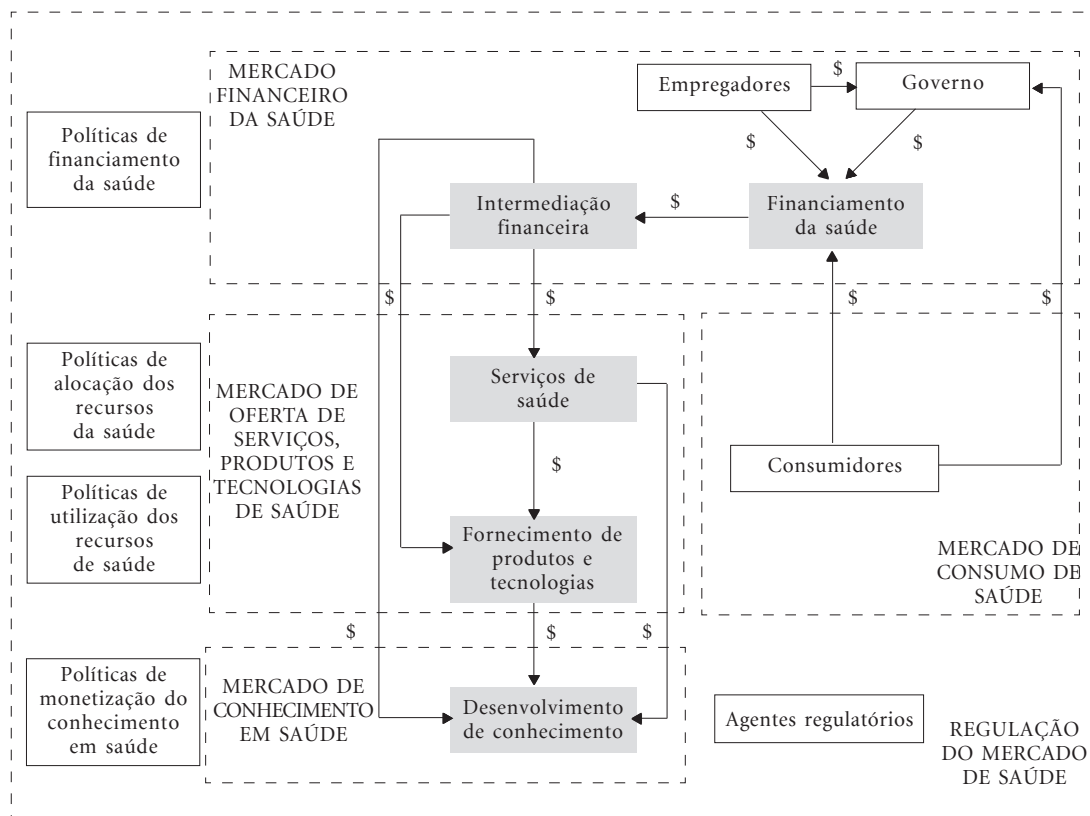 MERCADO
FINANCEIRO
DA SAÚDE
Empregadores
$
Governo
Políticas de
financiamento
da saúde
$
$
Intermediação
financeira
$
Financiamento
da saúde
$
$
$
$
Políticas de
alocação dos
recursos
da saúde
MERCADO DE
OFERTA DE
SERVIÇOS,
PRODUTOS E
TECNOLOGIAS
DE SAÚDE
Serviços de
saúde
$
Consumidores
Políticas de
utilização dos
recursos
de saúde
Fornecimento de
produtos e
tecnologias
MERCADO DE
CONSUMO DE
SAÚDE
$
$
$
Políticas de
monetização do
conhecimento
em saúde
MERCADO DE
CONHECIMENTO
EM SAÚDE
Desenvolvimento
de conhecimento
Agentes regulatórios
REGULAÇÃO
DO MERCADO
DE SAÚDE